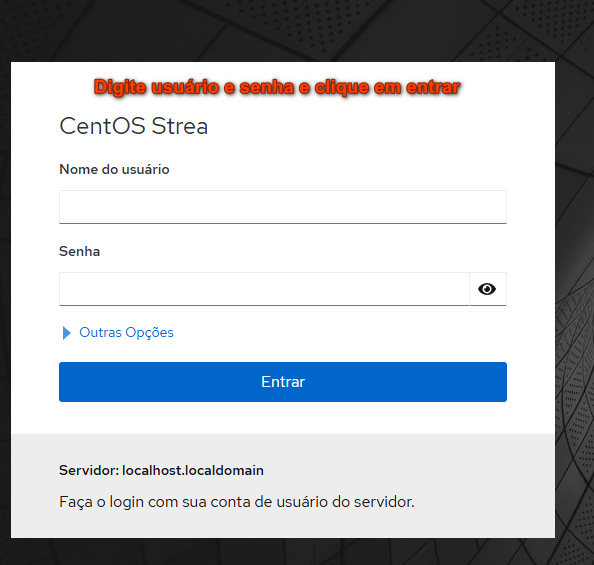 Digite usuário e senha e clique em entrar
CentOS Strea
Nome do usuário
Senha
Outras Opções
Entrar
Servidor: localhost.localdomain
Faça o login com sua conta de usuário do servidor.